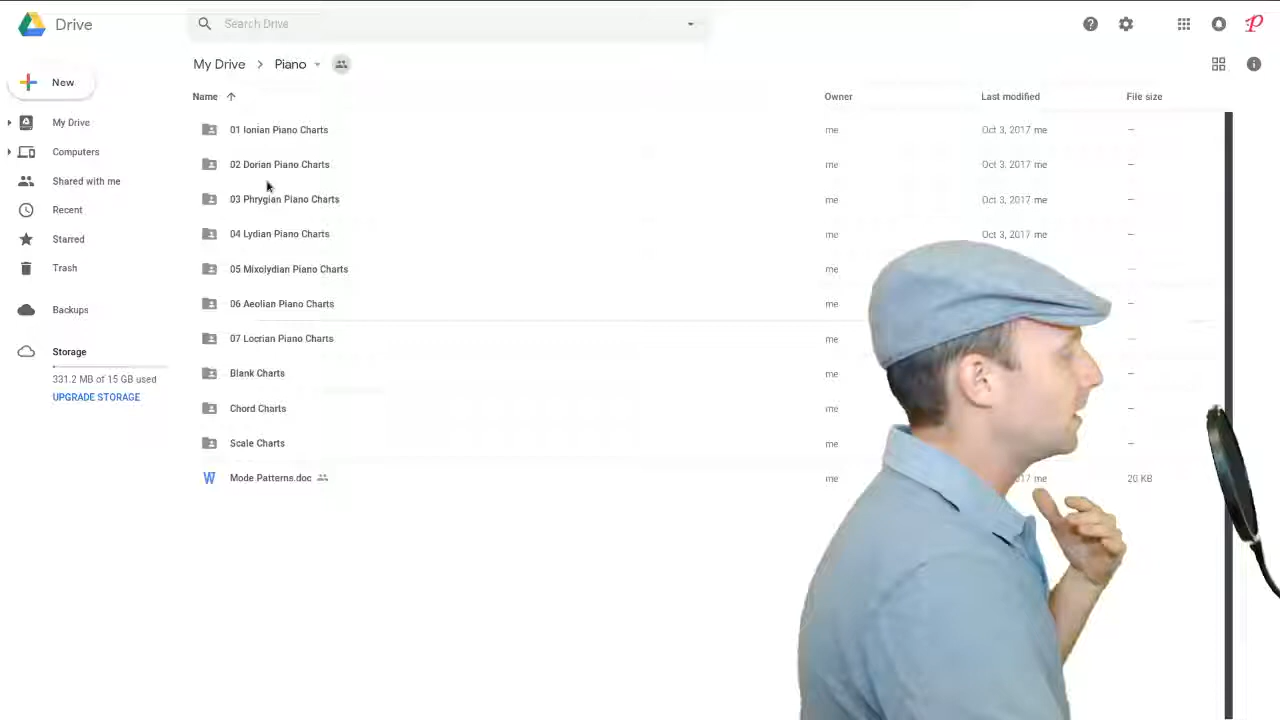 Drive
Search Drive
New
My Drive > Piano
Name
Owner
Last modified
File size
My Drive
Computers
Shared with me
Recent
Starred
Trash
Backups
Storage
331.2 MB of 15 GB used
UPGRADE STORAGE
01 Ionian Piano Charts me Oct 3, 2017 me –
02 Dorian Piano Charts me Oct 3, 2017 me –
03 Phrygian Piano Charts me Oct 3, 2017 me –
04 Lydian Piano Charts me Oct 3, 2017 me –
05 Mixolydian Piano Charts me –
06 Aeolian Piano Charts me –
07 Locrian Piano Charts me –
Blank Charts me –
Chord Charts me –
Scale Charts me –
W Mode Patterns.doc me me 20 KB